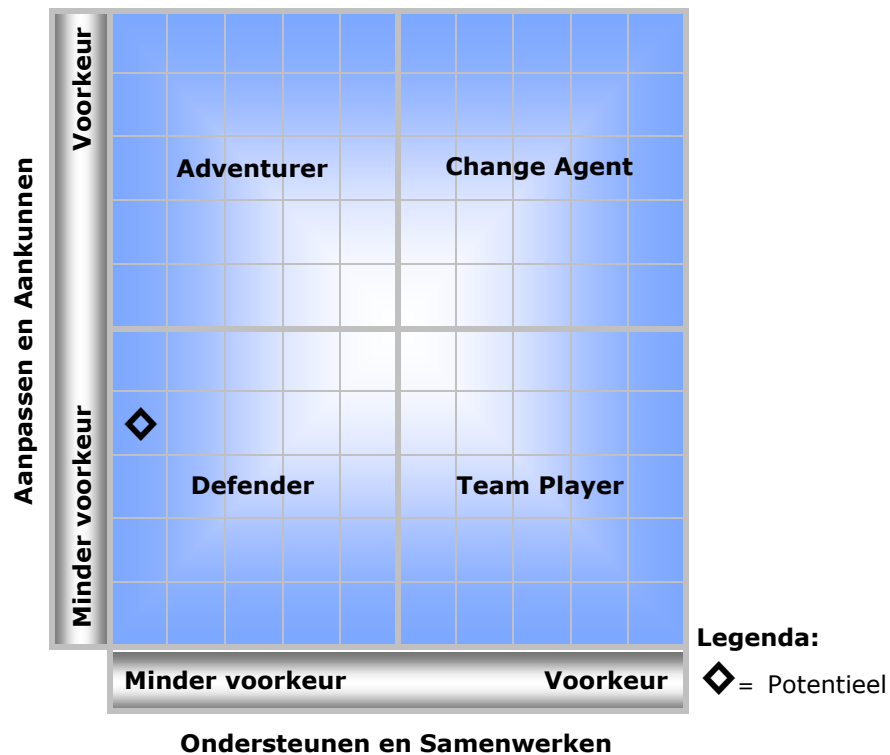 Voorkeur
Aanpassen en Aankunnen
Minder voorkeur
Adventurer
Change Agent
Defender
Team Player
Legenda:
= Potentieel
Minder voorkeur
Voorkeur
Ondersteunen en Samenwerken